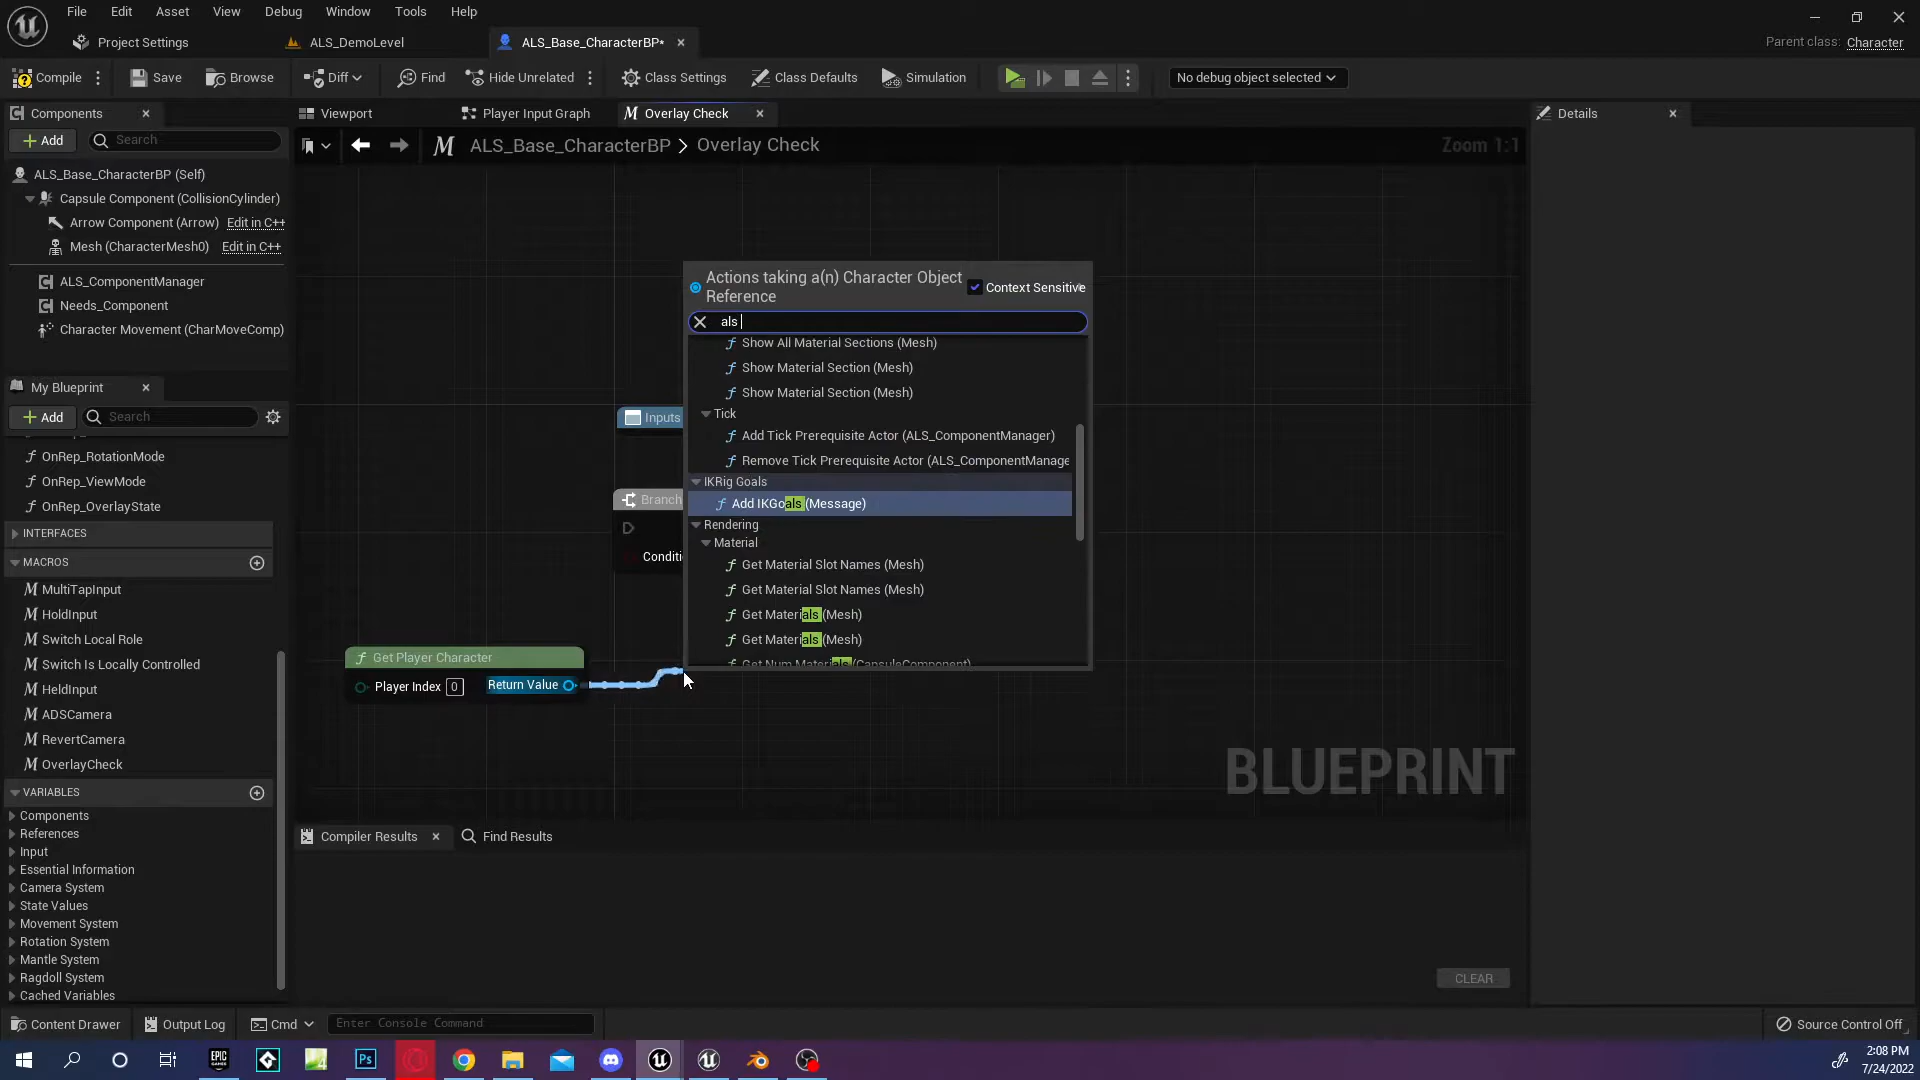 File Edit Asset View Debug Window Tools Help
Project Settings ALS_DemoLevel ALS_Base_CharacterBP* Parent class: Character
Compile Save Browse Diff Find Hide Unrelated Class Settings Class Defaults Simulation No debug object selected
Components Viewport Player Input Graph Overlay Check Details
Add Search ALS_Base_CharacterBP > Overlay Check Zoom 1:1
ALS_Base_CharacterBP (Self)
Capsule Component (CollisionCylinder)
Arrow Component (Arrow) Edit in C++
Mesh (CharacterMesh0) Edit in C++
ALS_ComponentManager
Needs_Component
Character Movement (CharMoveComp)
My Blueprint
Add Search
OnRep_RotationMode
OnRep_ViewMode
OnRep_OverlayState
INTERFACES
MACROS
MultiTapInput
HoldInput
Switch Local Role
Switch Is Locally Controlled
HeldInput
ADSCamera
RevertCamera
OverlayCheck
VARIABLES
Components
References
Input
Essential Information
Camera System
State Values
Movement System
Rotation System
Mantle System
Ragdoll System
Cached Variables
Actions taking a(n) Character Object
Reference
Context Sensitive
als
Show All Material Sections (Mesh)
Show Material Section (Mesh)
Show Material Section (Mesh)
Tick
Add Tick Prerequisite Actor (ALS_ComponentManager)
Remove Tick Prerequisite Actor (ALS_ComponentManage
IKRig Goals
Add IKGoals (Message)
Rendering
Material
Get Material Slot Names (Mesh)
Get Material Slot Names (Mesh)
Get Materials (Mesh)
Get Materials (Mesh)
Get Num Materials (CapsuleComponent)
Inputs
Branch
Conditi
Get Player Character
Player Index 0 Return Value
BLUEPRINT
Compiler Results Find Results
CLEAR
Content Drawer Output Log Cmd Enter Console Command Source Control Off
EPIC GAMES Ps
2:08 PM
7/24/2022